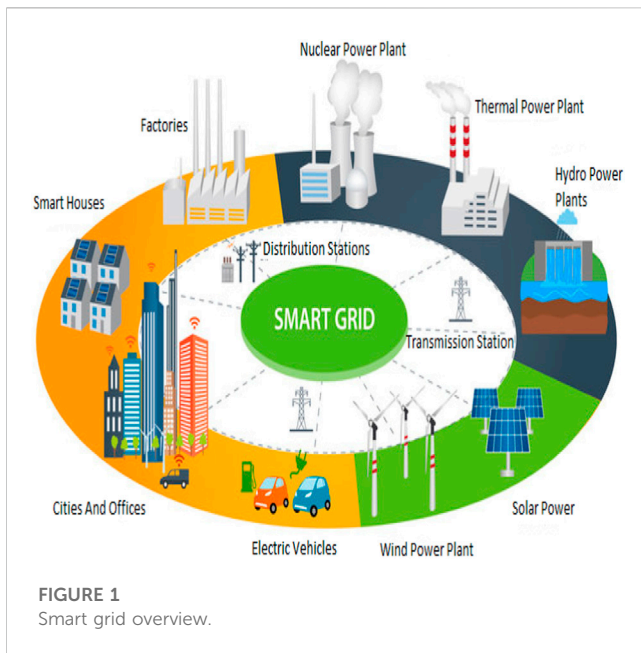 Nuclear Power Plant
Thermal Power Plant
Factories
Hydro Power
Plants
Smart Houses
Distribution Stations
SMART GRID
Transmission Station
Cities And Offices
Electric Vehicles
Wind Power Plant
Solar Power
FIGURE 1
Smart grid overview.